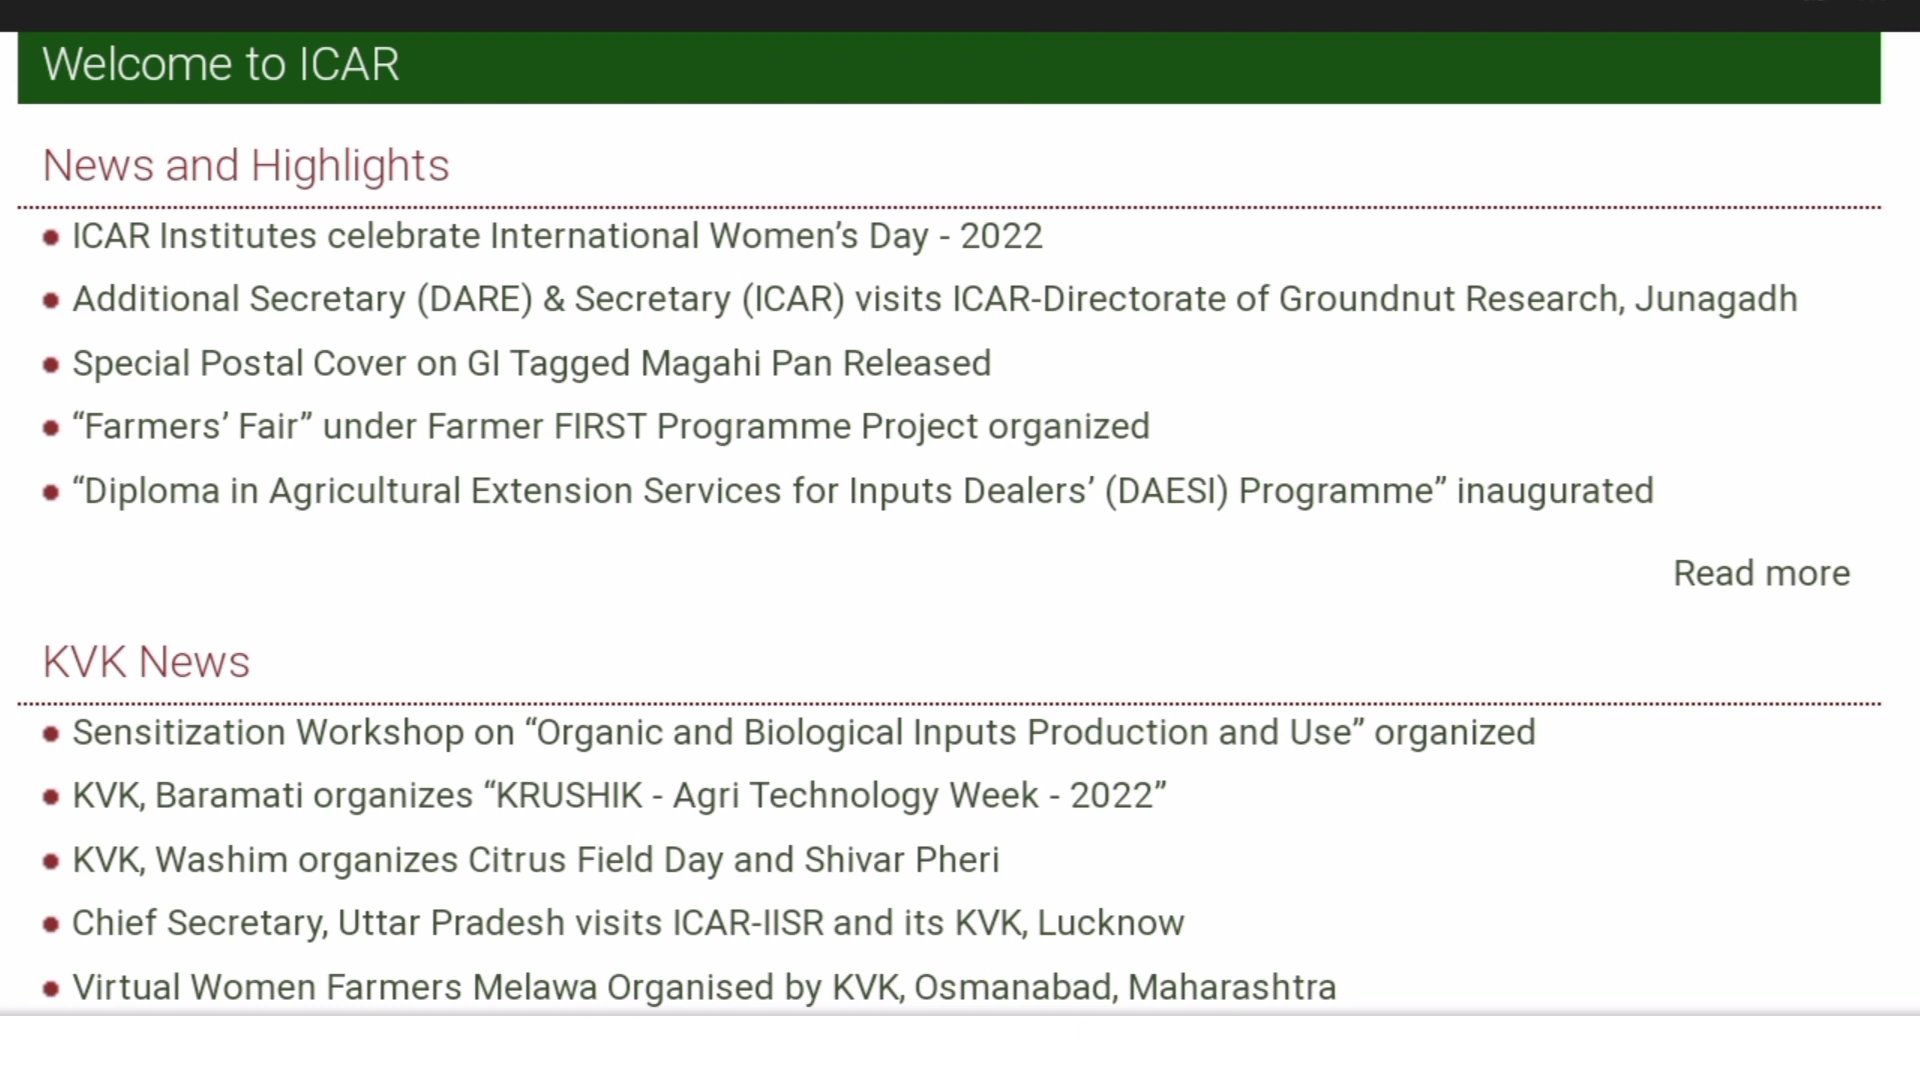 Welcome to ICAR
News and Highlights
ICAR Institutes celebrate International Women’s Day - 2022
Additional Secretary (DARE) & Secretary (ICAR) visits ICAR-Directorate of Groundnut Research, Junagadh
Special Postal Cover on GI Tagged Magahi Pan Released
“Farmers’ Fair” under Farmer FIRST Programme Project organized
“Diploma in Agricultural Extension Services for Inputs Dealers’ (DAESI) Programme” inaugurated
Read more
KVK News
Sensitization Workshop on “Organic and Biological Inputs Production and Use” organized
KVK, Baramati organizes “KRUSHIK - Agri Technology Week - 2022”
KVK, Washim organizes Citrus Field Day and Shivar Pheri
Chief Secretary, Uttar Pradesh visits ICAR-IISR and its KVK, Lucknow
Virtual Women Farmers Melawa Organised by KVK, Osmanabad, Maharashtra